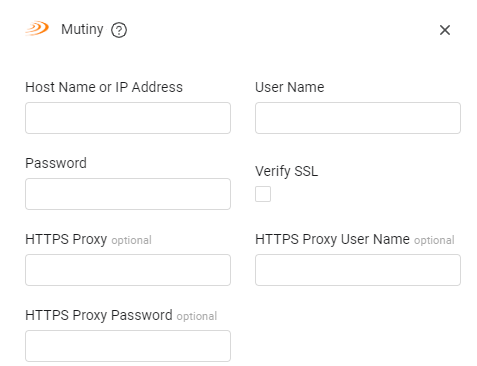 Mutiny ?
Host Name or IP Address
User Name
Password
Verify SSL
HTTPS Proxy optional
HTTPS Proxy User Name optional
HTTPS Proxy Password optional